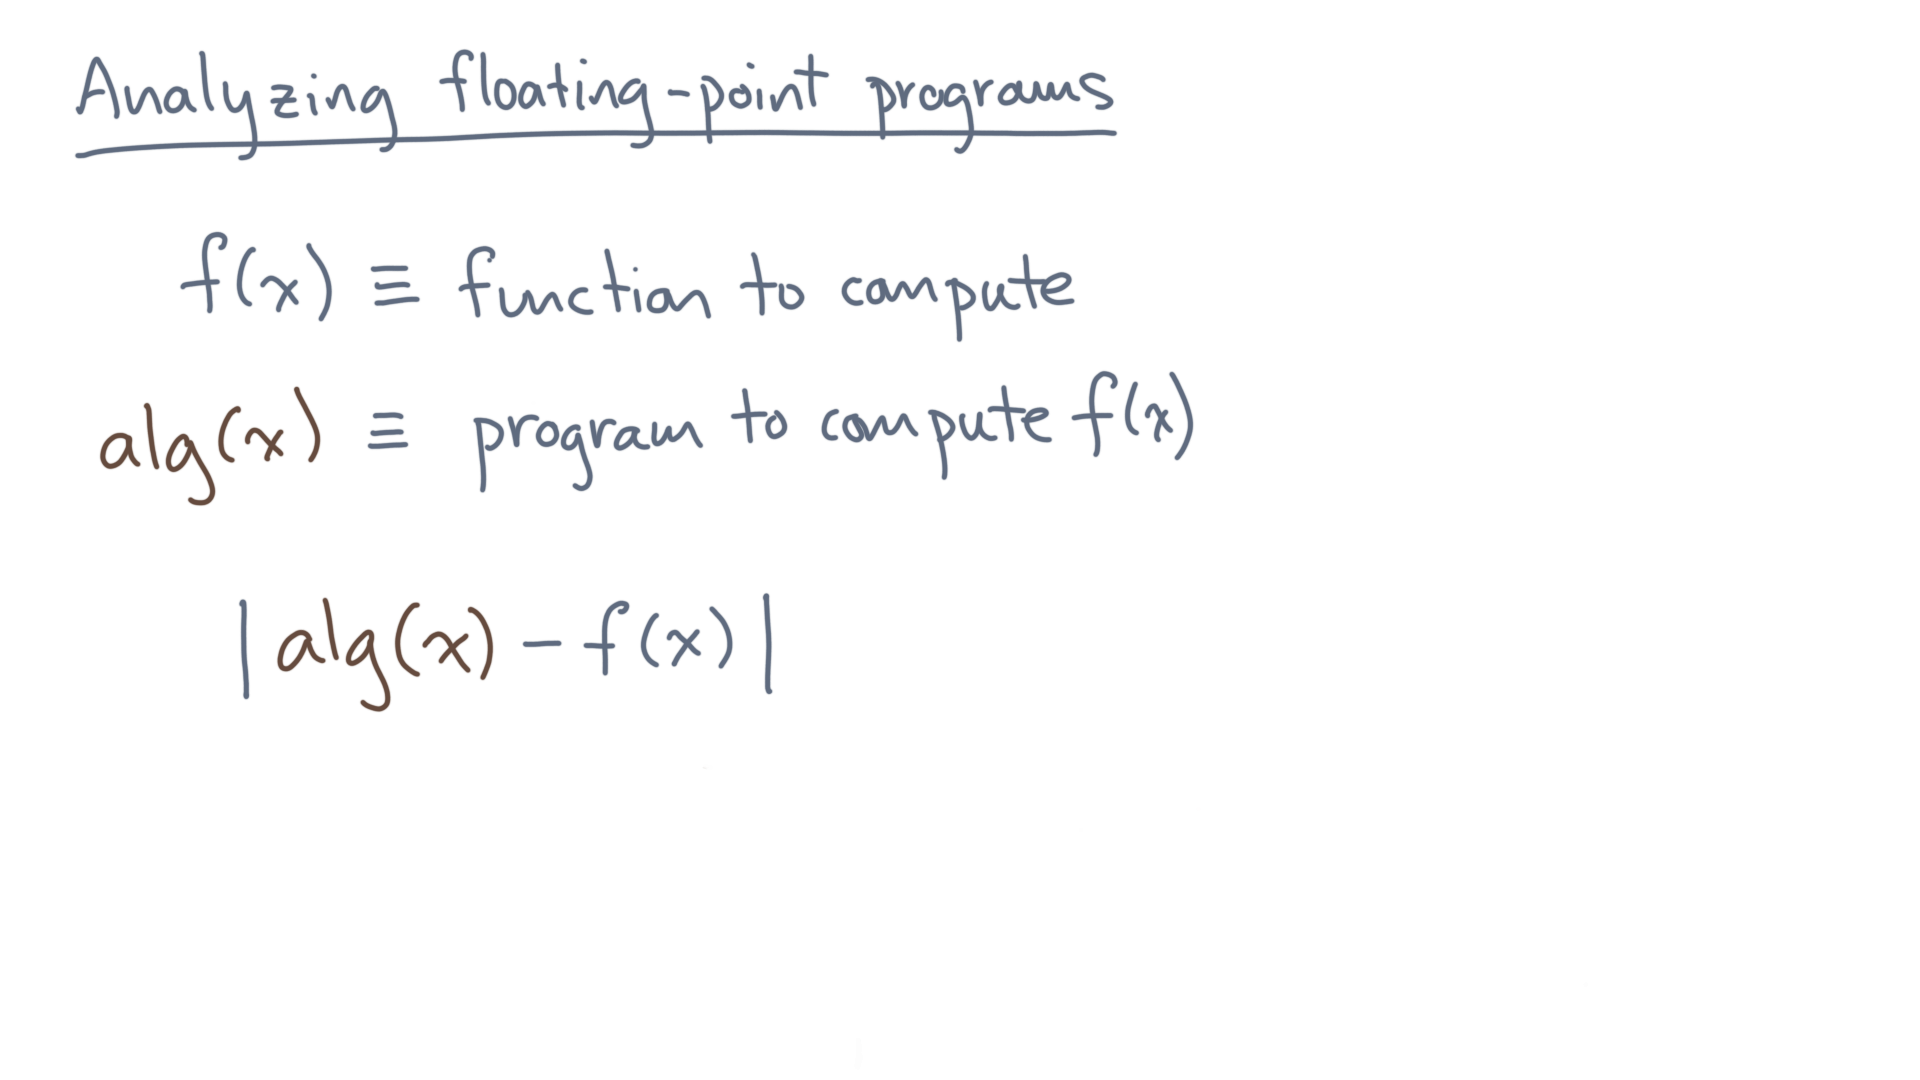 Analyzing floating-point programs
f(x) ≡ function to compute
alg(x) ≡ program to compute f(x)
| alg(x) - f(x) |